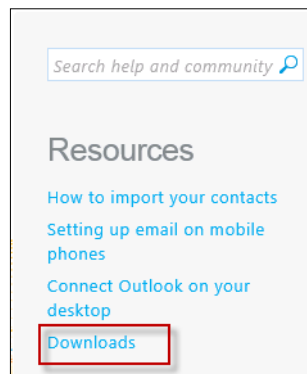 Search help and community
Resources
How to import your contacts
Setting up email on mobile
phones
Connect Outlook on your
desktop
Downloads